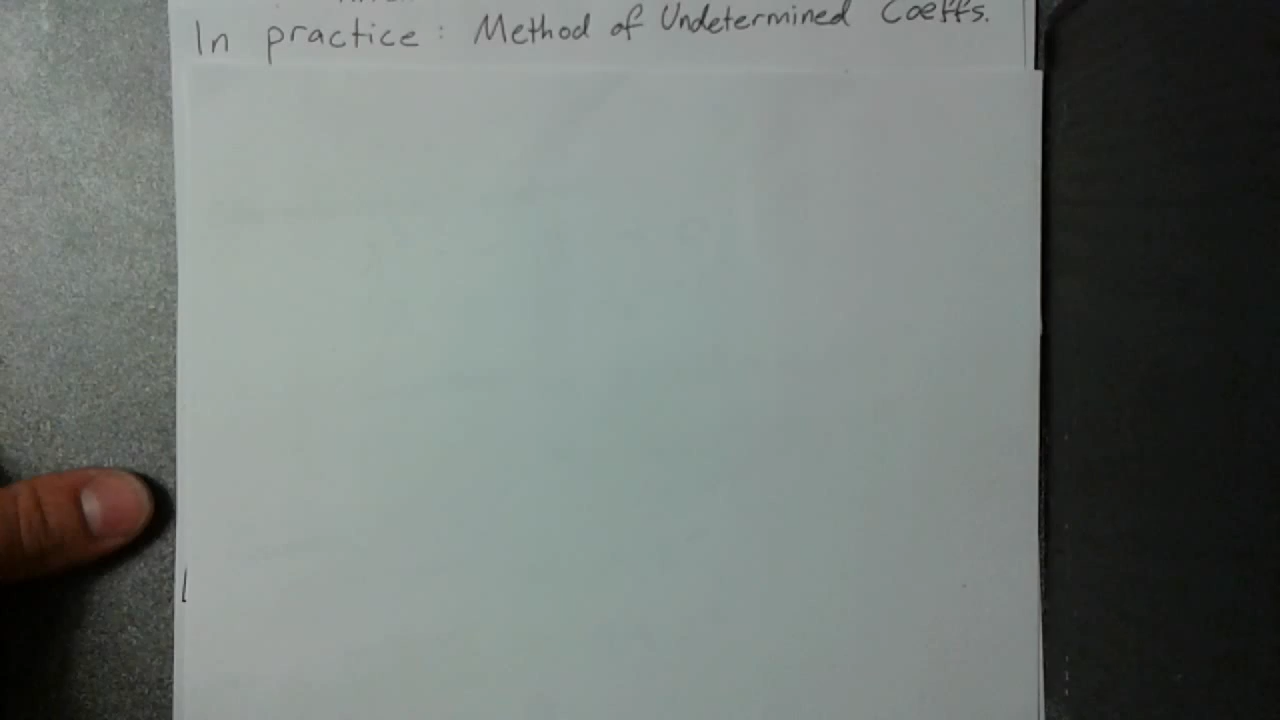 In practice: Method of Undetermined Coeffs.